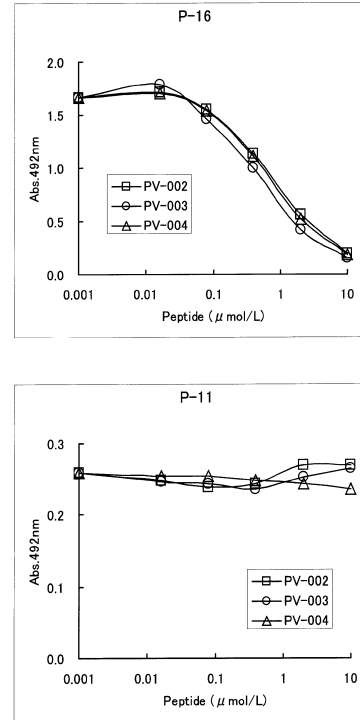 P-16
2.0
1.5
1.0
0.5
0.0
Abs.492nm
PV-002
PV-003
PV-004
0.001 0.01 0.1 1 10
Peptide ( μ mol/L)
P-11
0.3
0.2
0.1
0.0
Abs.492nm
PV-002
PV-003
PV-004
0.001 0.01 0.1 1 10
Peptide ( μ mol/L)